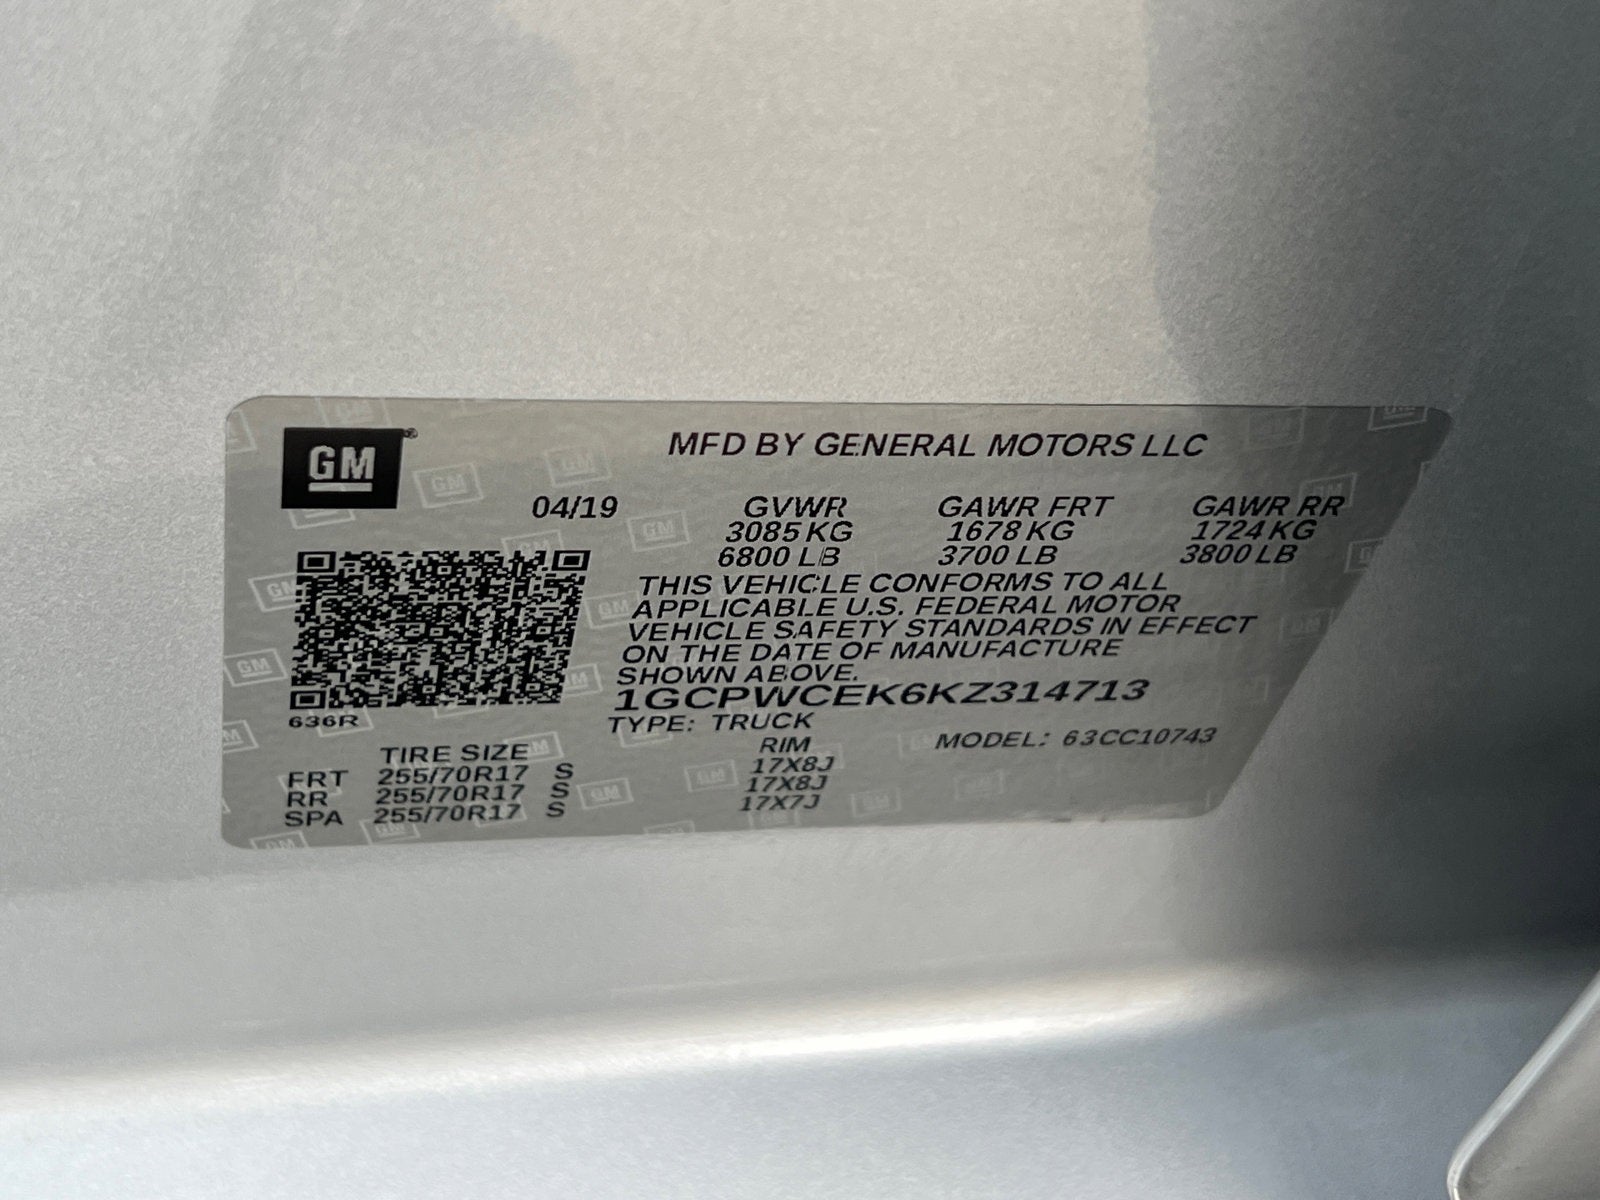 GM
MFD BY GENERAL MOTORS LLC
04/19 GVWR GAWR FRT GAWR RR
3085 KG 1678 KG 1724 KG
6800 LB 3700 LB 3800 LB
THIS VEHICLE CONFORMS TO ALL
APPLICABLE U.S. FEDERAL MOTOR
VEHICLE SAFETY STANDARDS IN EFFECT
ON THE DATE OF MANUFACTURE
SHOWN ABOVE.
1GCPWCEK6KZ314713
636R
TYPE: TRUCK
MODEL: 63CC10743
TIRE SIZE RIM
FRT 255/70R17 S 17X8J
RR 255/70R17 S 17X8J
SPA 255/70R17 S 17X7J